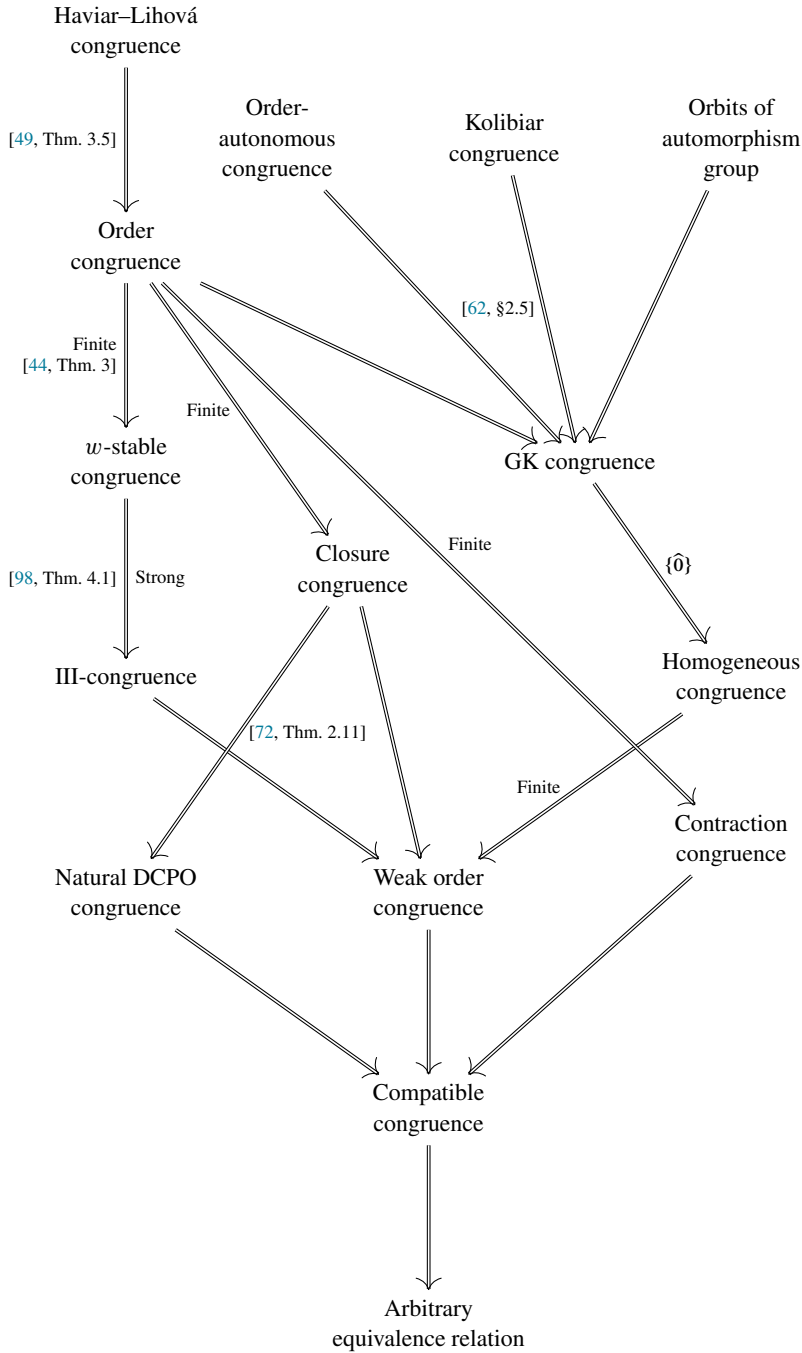 Haviar–Lihová
congruence
Order-
autonomous
congruence
Kolibiar
congruence
Orbits of
automorphism
group
[49, Thm. 3.5]
Order
congruence
[62, §2.5]
Finite
[44, Thm. 3]
Finite
w-stable
congruence
GK congruence
Finite
Closure
congruence
{0̂}
[98, Thm. 4.1]
Strong
III-congruence
Homogeneous
congruence
[72, Thm. 2.11]
Finite
Contraction
congruence
Natural DCPO
congruence
Weak order
congruence
Compatible
congruence
Arbitrary
equivalence relation